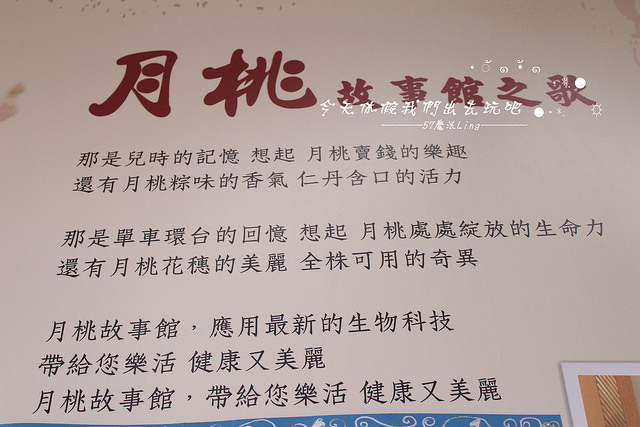 月桃故事館之歌
今天休假我們出去玩吧
57魔法Ling
那是兒時的記憶 想起 月桃賣錢的樂趣
還有月桃粽味的香氣 仁丹含口的活力
那是單車環台的回憶 想起 月桃處處綻放的生命力
還有月桃花穗的美麗 全株可用的奇異
月桃故事館，應用最新的生物科技
帶給您樂活 健康又美麗
月桃故事館，帶給您樂活 健康又美麗